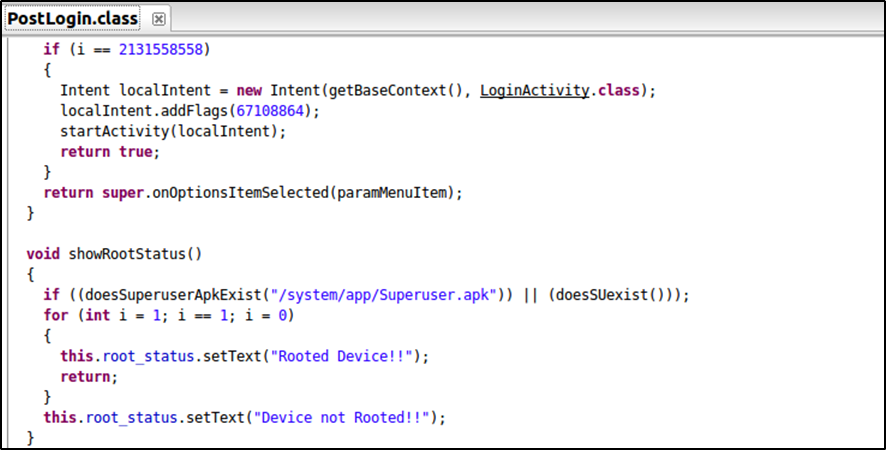 PostLogin.class
if (i == 2131558558)
{
Intent localIntent = new Intent(getBaseContext(), LoginActivity.class);
localIntent.addFlags(67108864);
startActivity(localIntent);
return true;
}
return super.onOptionsItemSelected(paramMenuItem);
}
void showRootStatus()
{
if ((doesSuperuserApkExist("/system/app/Superuser.apk")) || (doesSUexist()));
for (int i = 1; i == 1; i = 0)
{
this.root_status.setText("Rooted Device!!");
return;
}
this.root_status.setText("Device not Rooted!!");
}